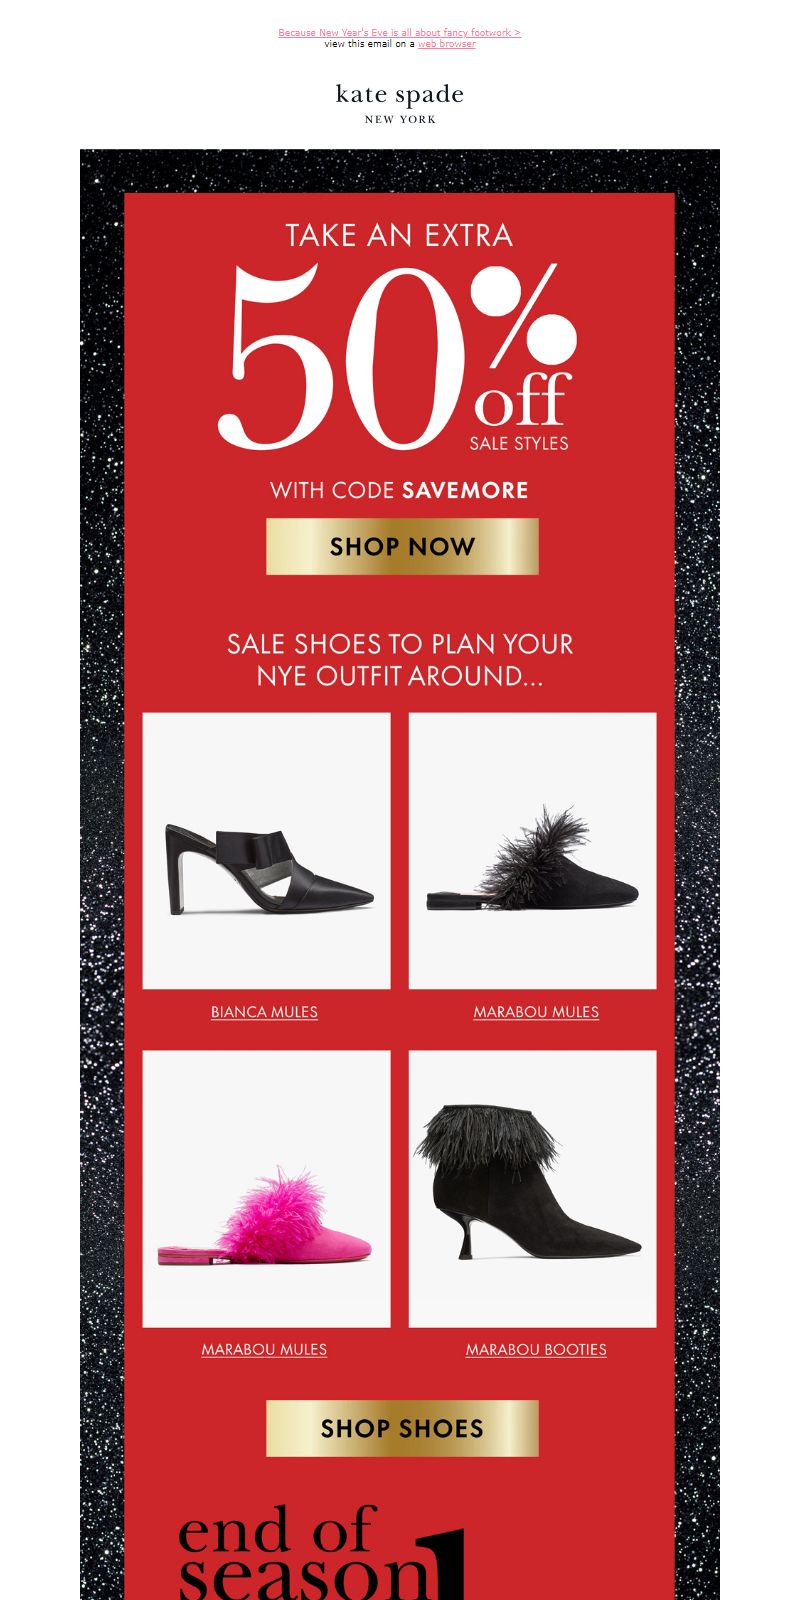 Because New Year's Eve is all about fancy footwork >
view this email on a web browser
kate spade
NEW YORK
TAKE AN EXTRA
50% off
SALE STYLES
WITH CODE SAVEMORE
SHOP NOW
SALE SHOES TO PLAN YOUR
NYE OUTFIT AROUND...
BIANCA MULES
MARABOU MULES
MARABOU MULES
MARABOU BOOTIES
SHOP SHOES
end of
season